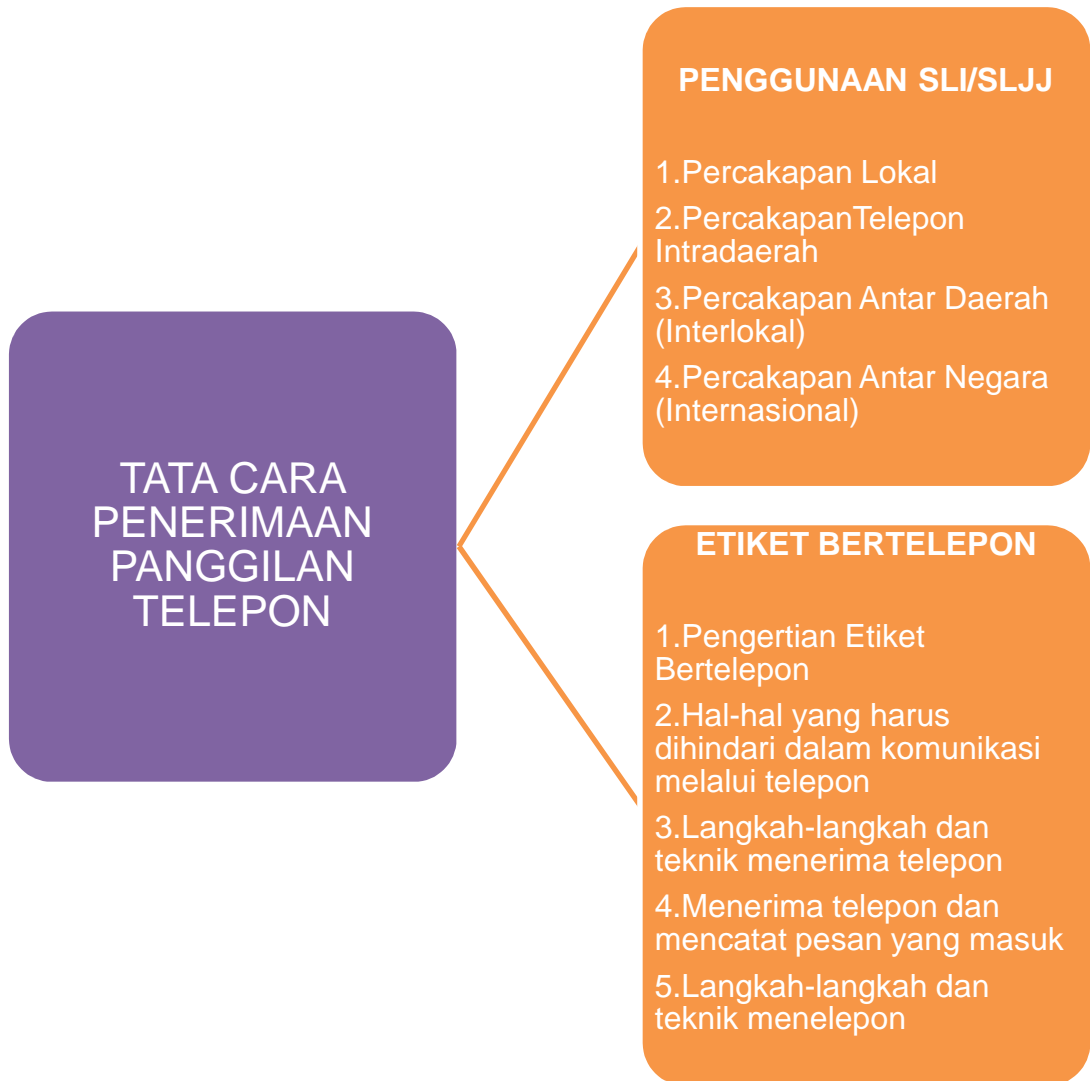 TATA CARA
PENERIMAAN
PANGGILAN
TELEPON
PENGGUNAAN SLI/SLJJ
1.Percakapan Lokal
2.PercakapanTelepon
Intradaerah
3.Percakapan Antar Daerah
(Interlokal)
4.Percakapan Antar Negara
(Internasional)
ETIKET BERTELEPON
1.Pengertian Etiket
Bertelepon
2.Hal-hal yang harus
dihindari dalam komunikasi
melalui telepon
3.Langkah-langkah dan
teknik menerima telepon
4.Menerima telepon dan
mencatat pesan yang masuk
5.Langkah-langkah dan
teknik menelepon